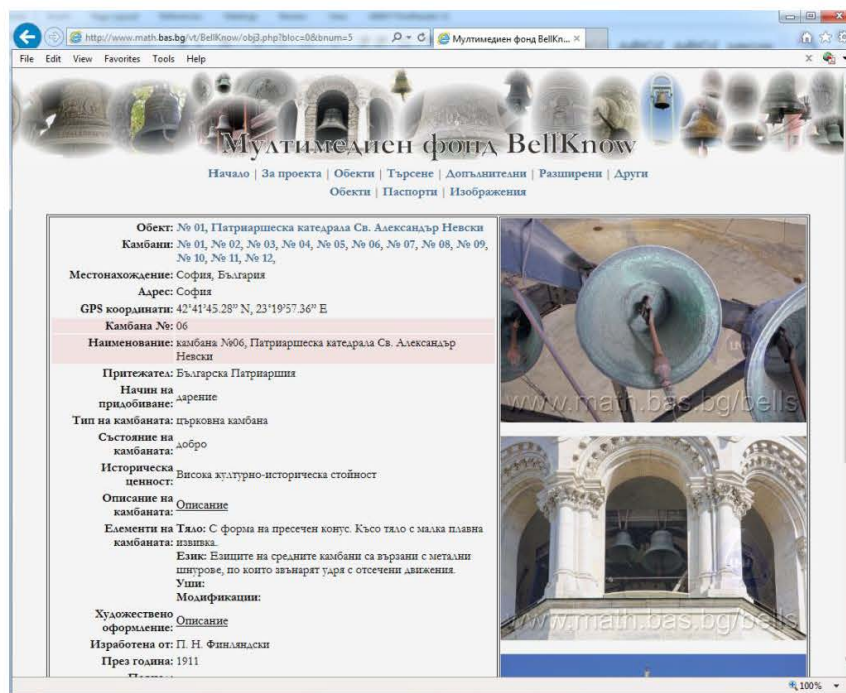 http://www.math.bas.bg/vt/BellKnow/obj3.php?bloc=0&bnum=5
Мултимедиен фонд BellKn...
File Edit View Favorites Tools Help
Мултимедиен фонд BellKnow
Начало | За проекта | Обекти | Търсене | Допълнителни | Разширени | Други
Обекти | Паспорти | Изображения
Обект: № 01, Патриаршеска катедрала Св. Александър Невски
Камбани: № 01, № 02, № 03, № 04, № 05, № 06, № 07, № 08, № 09,
№ 10, № 11, № 12,
Местонахождение: София, България
Адрес: София
GPS координати: 42°41'45.28” N, 23°19'57.36” E
Камбана №: 06
Наименование: камбана №06, Патриаршеска катедрала Св. Александър
Невски
Притежател: Българска Патриаршия
Начин на
придобиване: дарение
Тип на камбаната: църковна камбана
Състояние на
камбаната: добро
Историческа
ценност: Висока културно-историческа стойност
Описание на
камбаната: Описание
Елементи на Тяло: С форма на пресечен конус. Късо тяло с малка плавна
камбаната: извивка.
Език: Езиците на средните камбани са вързани с метални
шнурове, по които звънарят удря с отсечени движения.
Уши:
Модификации:
Художествено
оформление: Описание
Изработена от: П. Н. Финландски
През година: 1911
www.math.bas.bg/bells
www.math.bas.bg/bells
100%